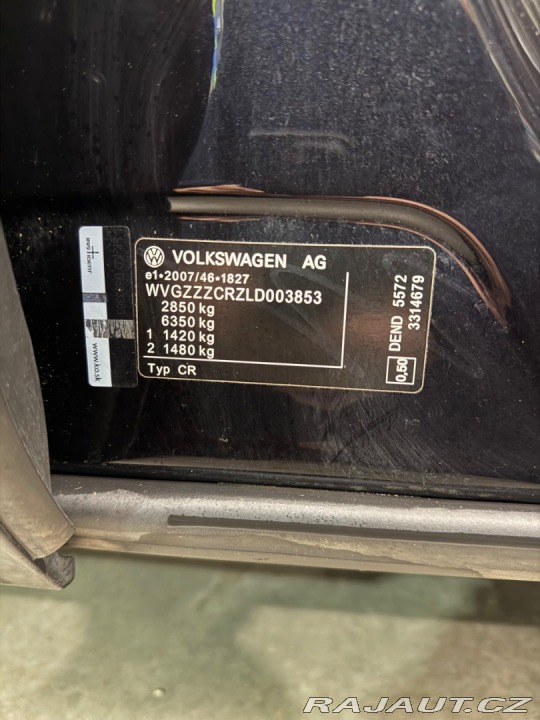 VOLKSWAGEN AG
e1*2007/46*1827
WVGZZZCRZLD003853
2850 kg
6350 kg
1 1420 kg
2 1480 kg
Typ CR
DEND 5572
3314679
0,50
www.ko.sk
RAJAUT.CZ